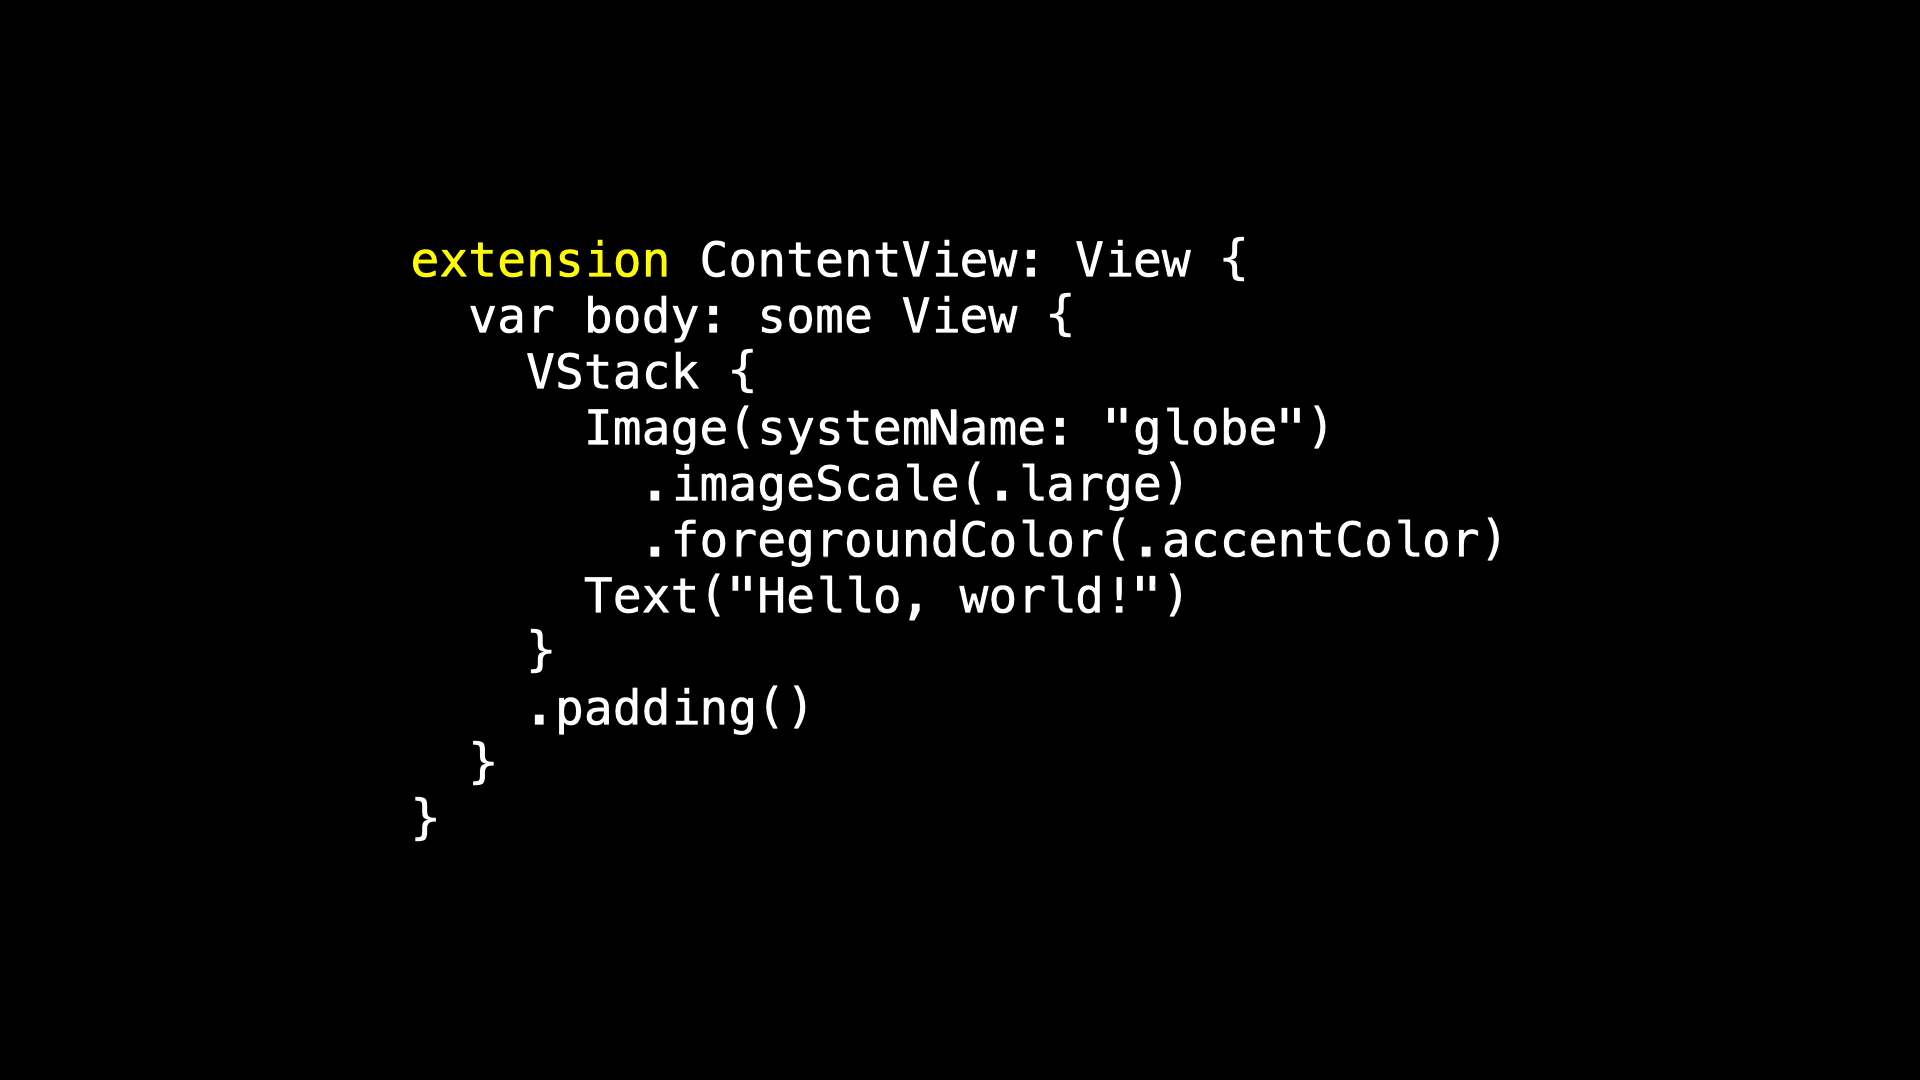 extension ContentView: View {
  var body: some View {
    VStack {
      Image(systemName: "globe")
        .imageScale(.large)
        .foregroundColor(.accentColor)
      Text("Hello, world!")
    }
    .padding()
  }
}